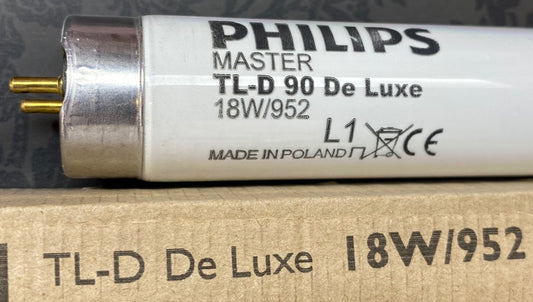 PHILIPS
MASTER
TL-D 90 De Luxe
18W/952
L1 CE
MADE IN POLAND
TL-D De Luxe 18W/952